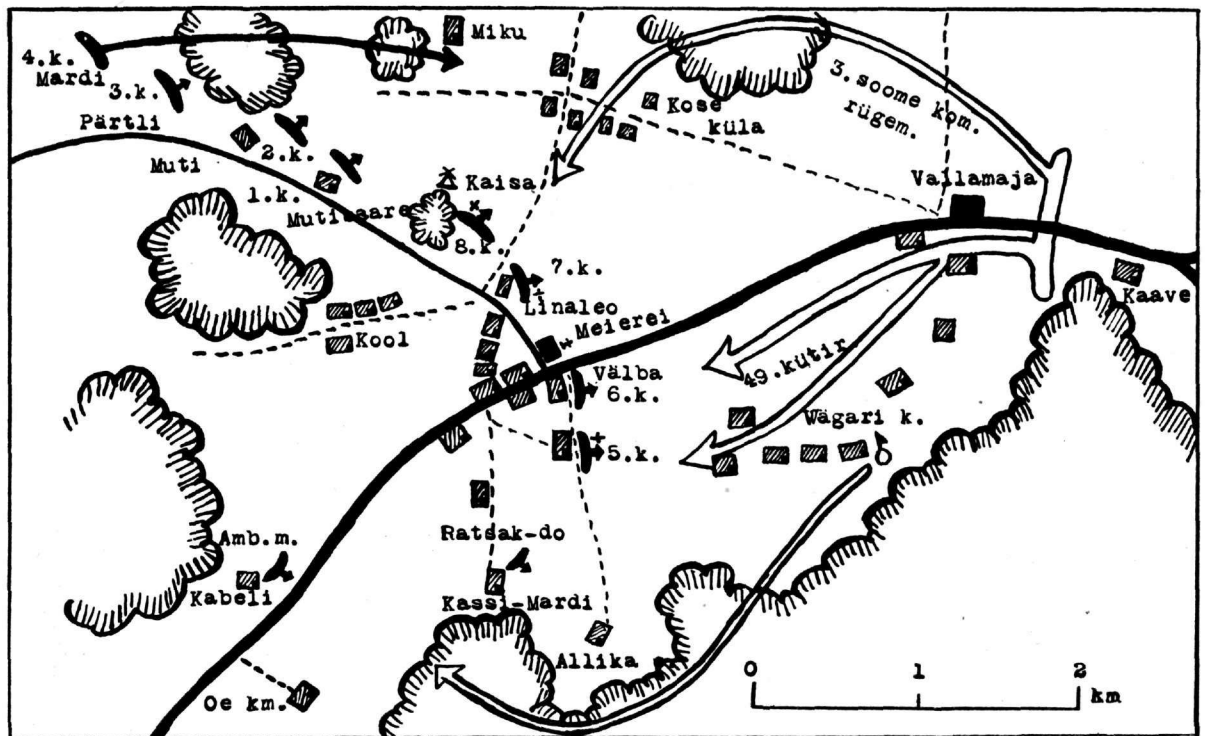 Miku
4.k.
Mardi
3.k.
Pärtli
2.k.
Muti
1.k.
Kaisa
8.k.
Kose
küla
3.soome kom.
rügem.
Vallamaja
Kaave
7.k.
Linaleo
Meierei
Kool
Välba
6.k.
49.kütir
5.k.
Wägari k.
Amb.m.
Kabeli
Ratsak-do
Kassi-Mardi
Allika
Oe km.
0 1 2
km